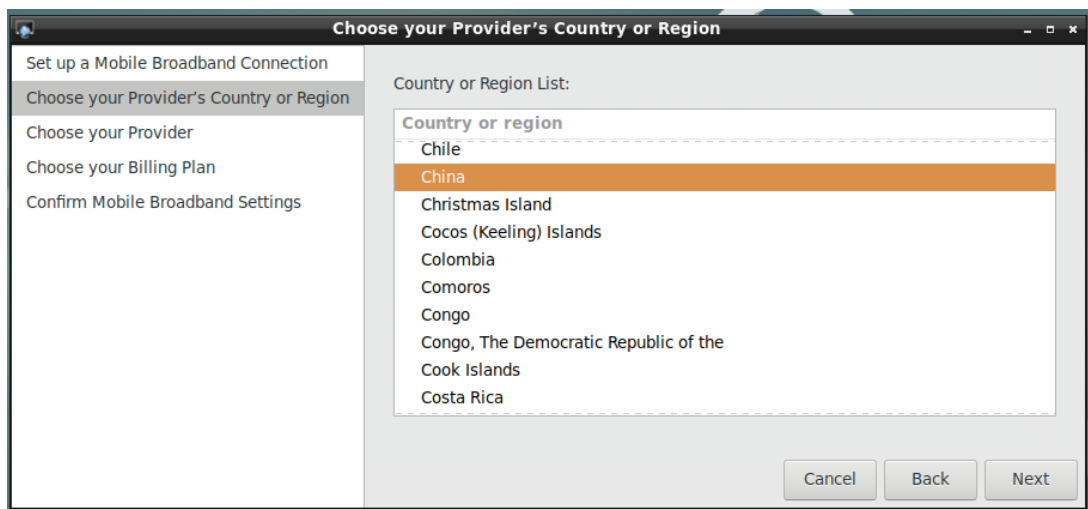 Choose your Provider's Country or Region
Set up a Mobile Broadband Connection
Choose your Provider's Country or Region
Choose your Provider
Choose your Billing Plan
Confirm Mobile Broadband Settings
Country or Region List:
Country or region
Chile
China
Christmas Island
Cocos (Keeling) Islands
Colombia
Comoros
Congo
Congo, The Democratic Republic of the
Cook Islands
Costa Rica
Cancel Back Next